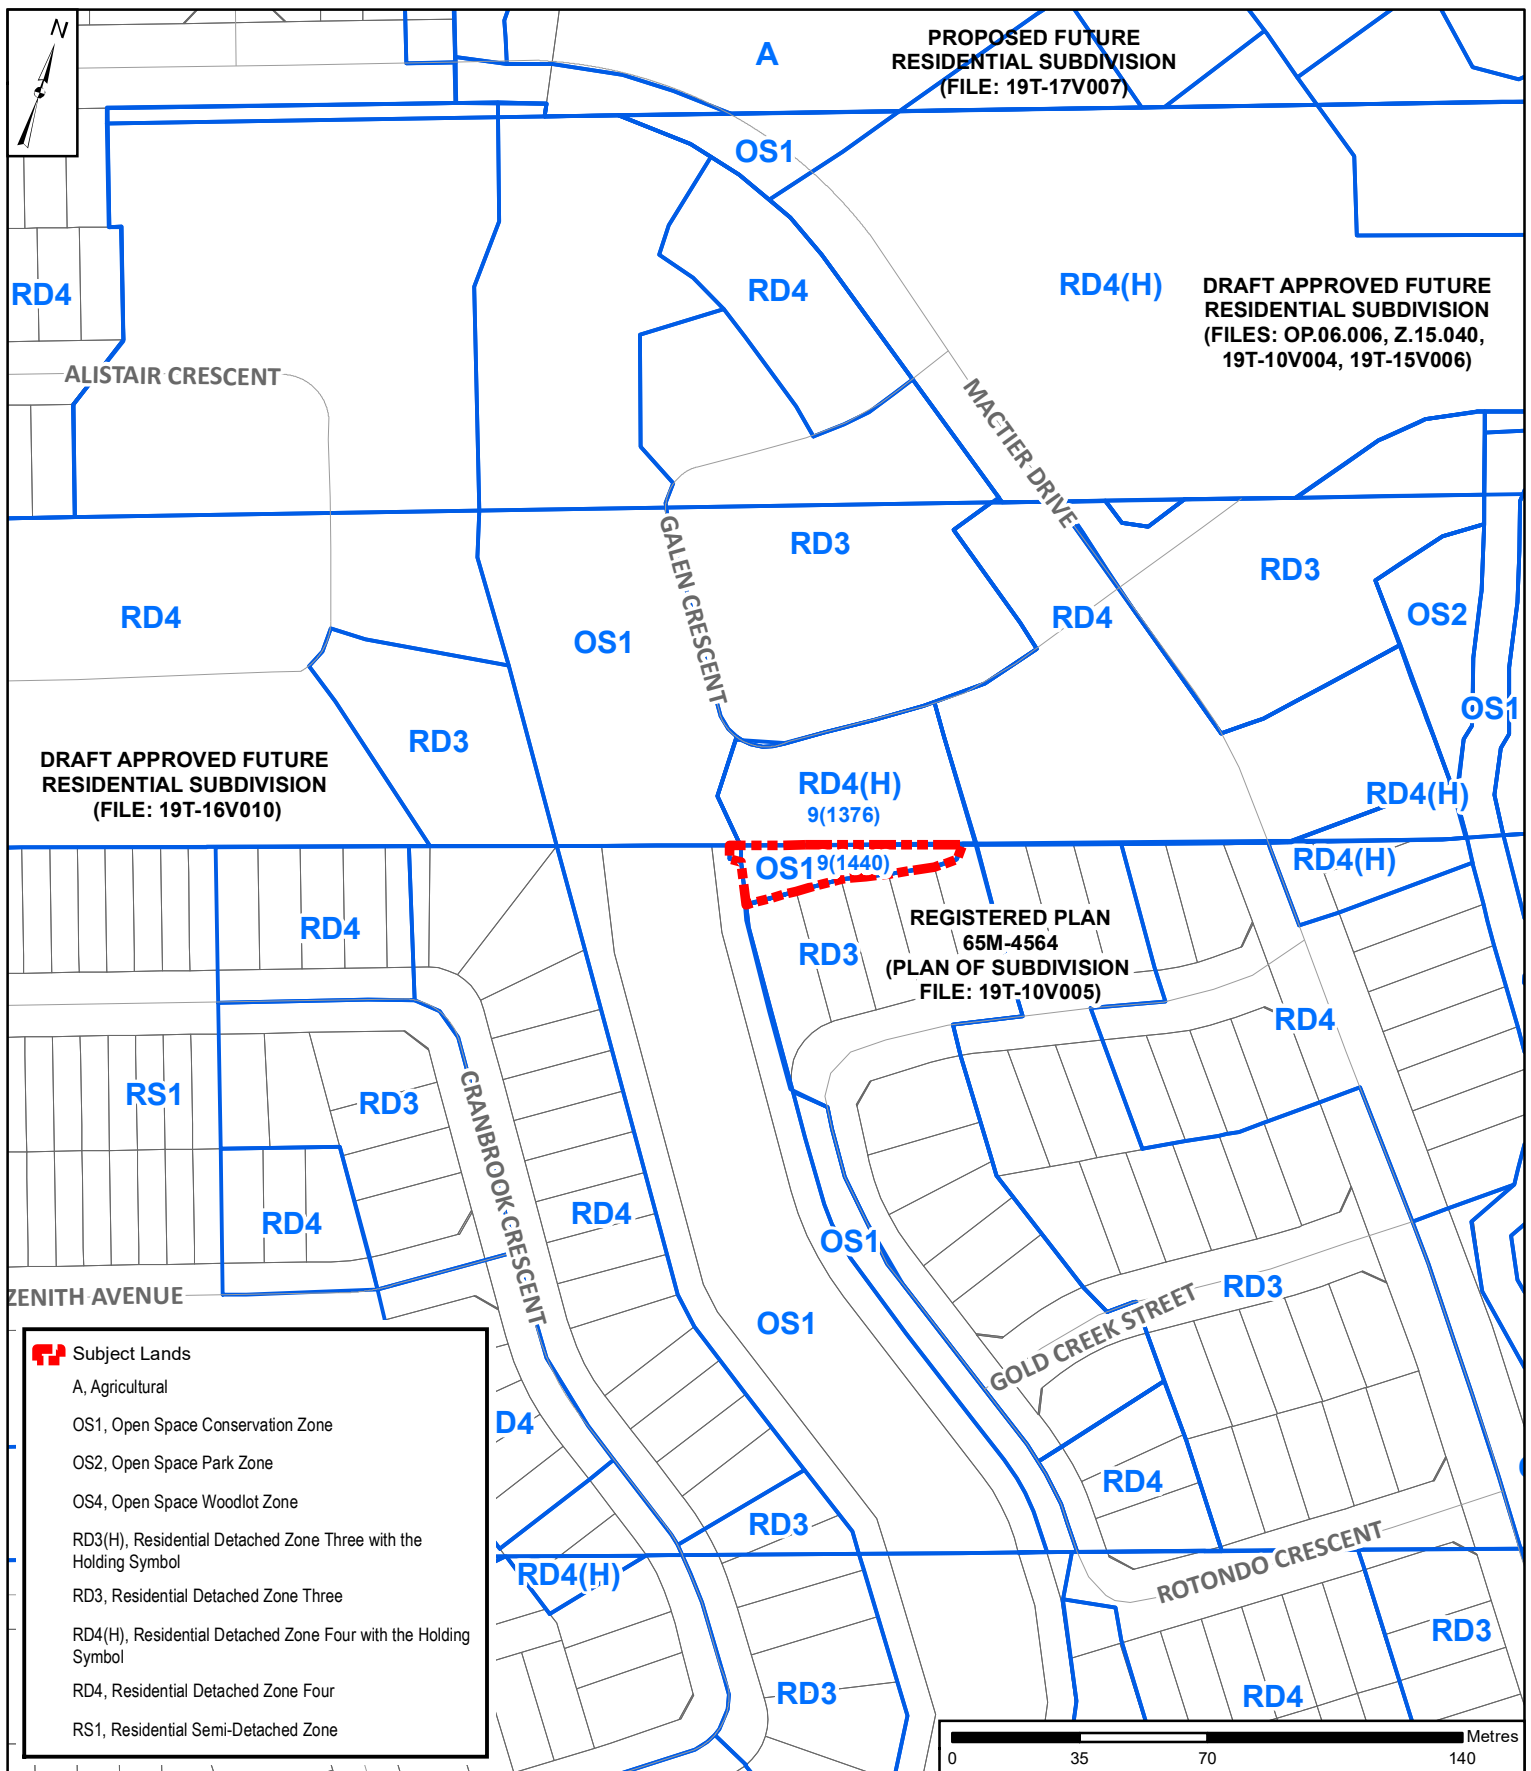 N
A
PROPOSED FUTURE
RESIDENTIAL SUBDIVISION
(FILE: 19T-17V007)
OS1
RD4
RD4
RD4(H)
DRAFT APPROVED FUTURE
RESIDENTIAL SUBDIVISION
(FILES: OP.06.006, Z.15.040,
19T-10V004, 19T-15V006)
ALISTAIR CRESCENT
MACTIER DRIVE
GALEN CRESCENT
RD3
RD3
RD4
OS1
RD4
OS2
OS1
RD3
DRAFT APPROVED FUTURE
RESIDENTIAL SUBDIVISION
(FILE: 19T-16V010)
RD4(H)
9(1376)
RD4(H)
OS1
9(1440)
RD4(H)
RD4
RD3
REGISTERED PLAN
65M-4564
(PLAN OF SUBDIVISION
FILE: 19T-10V005)
RD4
RS1
RD3
CRANBROOK CRESCENT
RD4
RD4
OS1
ZENITH AVENUE
OS1
GOLD CREEK STREET
RD3
D4
RD4
RD3
RD4(H)
ROTONDO CRESCENT
RD3
RD3
RD4
Subject Lands
A, Agricultural
OS1, Open Space Conservation Zone
OS2, Open Space Park Zone
OS4, Open Space Woodlot Zone
RD3(H), Residential Detached Zone Three with the
Holding Symbol
RD3, Residential Detached Zone Three
RD4(H), Residential Detached Zone Four with the Holding
Symbol
RD4, Residential Detached Zone Four
RS1, Residential Semi-Detached Zone
Metres
0 35 70 140